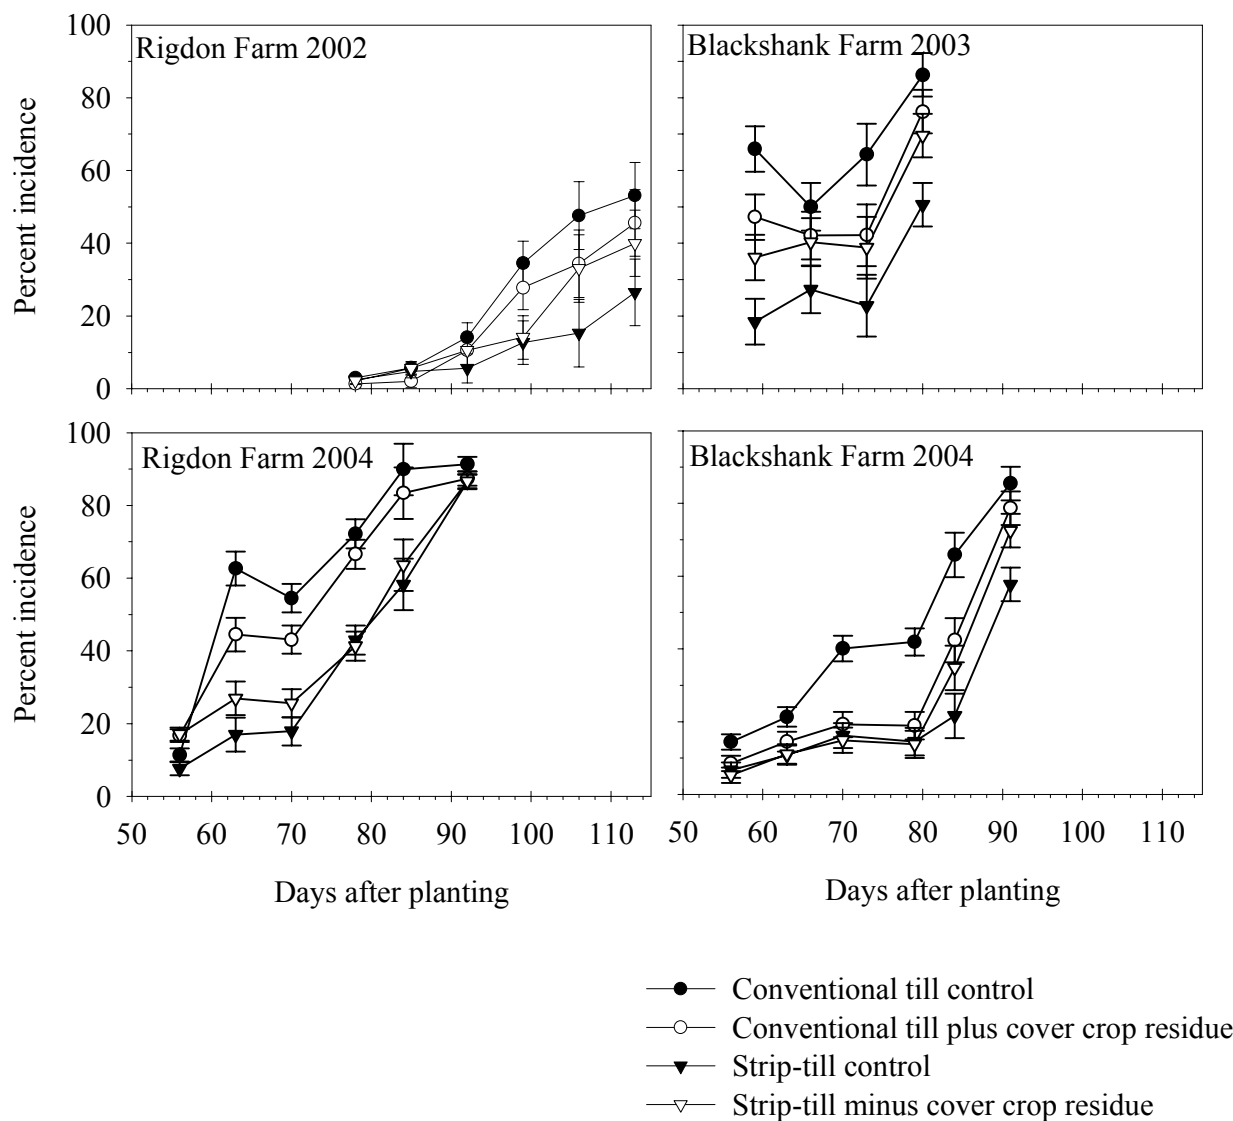 Rigdon Farm 2002
Blackshank Farm 2003
100
80
60
40
20
0
Percent incidence
Rigdon Farm 2004
Blackshank Farm 2004
100
80
60
40
20
0
Percent incidence
50 60 70 80 90 100 110
50 60 70 80 90 100 110
Days after planting
Days after planting
Conventional till control
Conventional till plus cover crop residue
Strip-till control
Strip-till minus cover crop residue